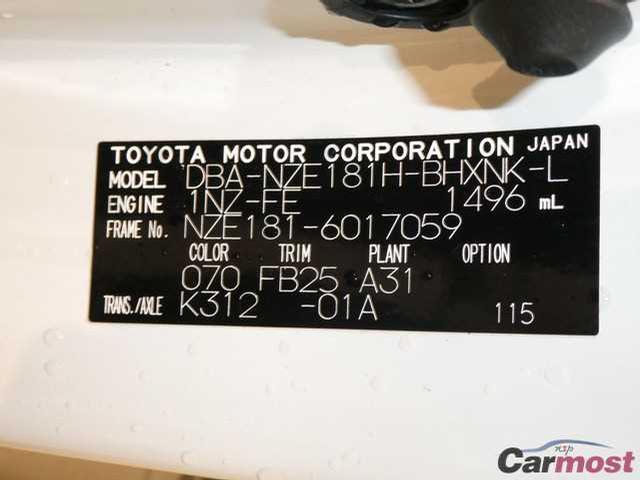 TOYOTA MOTOR CORPORATION JAPAN
MODEL DBA-NZE181H-BHXNK-L
ENGINE 1NZ-FE 1496 mL
FRAME No. NZE181-6017059
COLOR TRIM PLANT OPTION
070 FB25 A31
TRANS./AXLE K312 -01A 115
Carmost